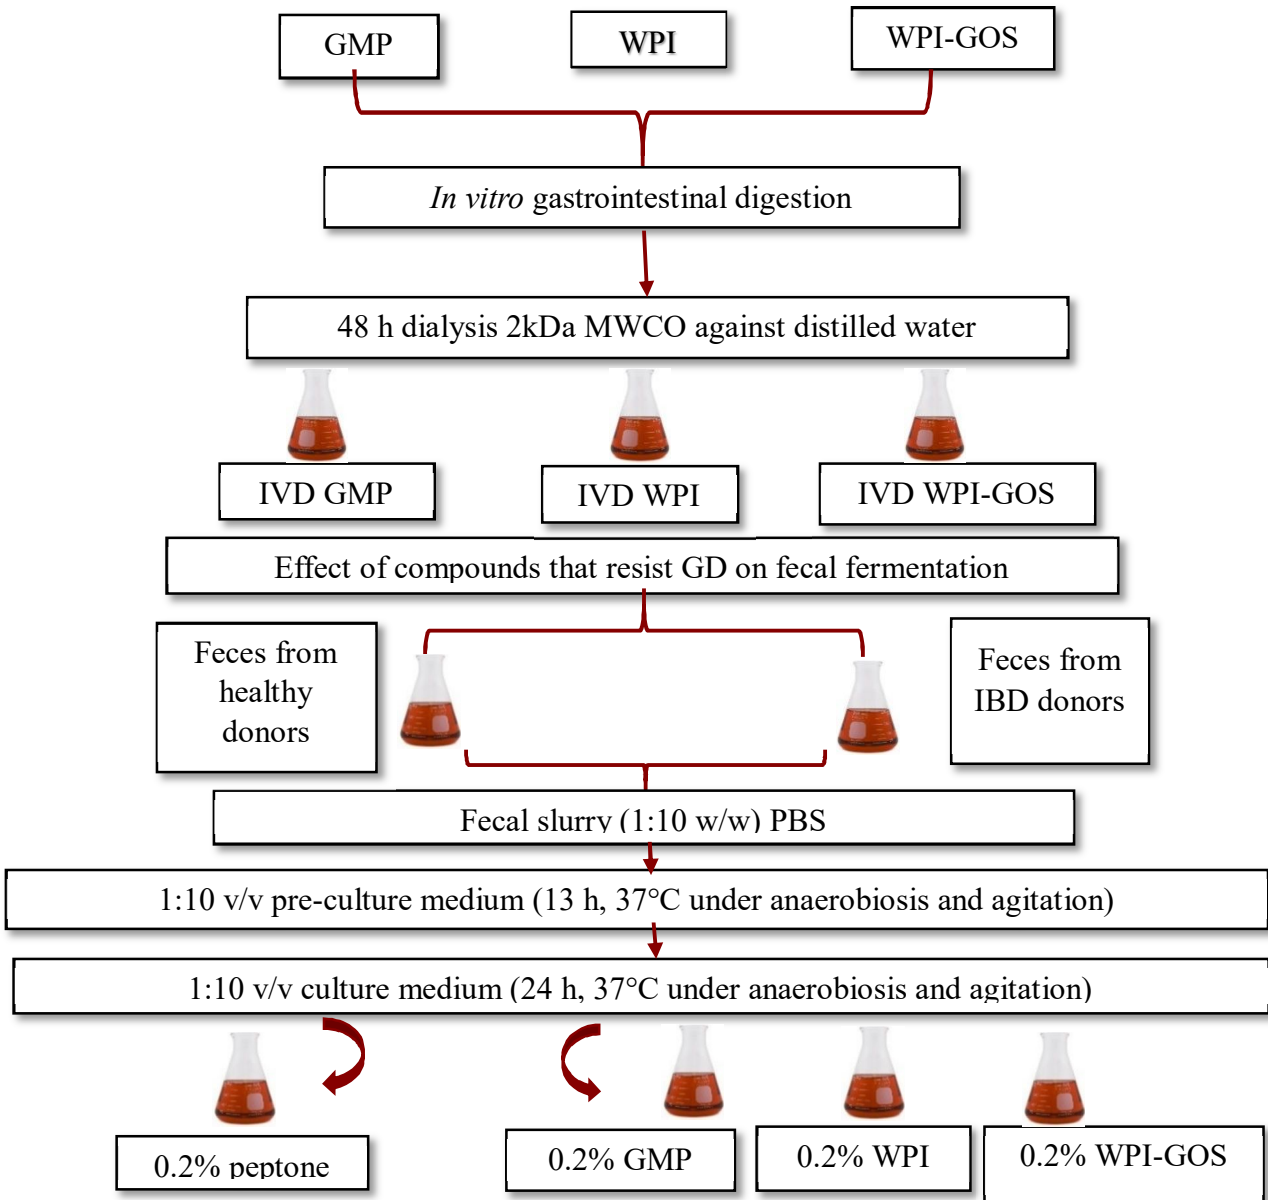 GMP
WPI
WPI-GOS
In vitro gastrointestinal digestion
48 h dialysis 2kDa MWCO against distilled water
IVD GMP
IVD WPI
IVD WPI-GOS
Effect of compounds that resist GD on fecal fermentation
Feces from
healthy
donors
Feces from
IBD donors
Fecal slurry (1:10 w/w) PBS
1:10 v/v pre-culture medium (13 h, 37°C under anaerobiosis and agitation)
1:10 v/v culture medium (24 h, 37°C under anaerobiosis and agitation)
0.2% peptone
0.2% GMP
0.2% WPI
0.2% WPI-GOS